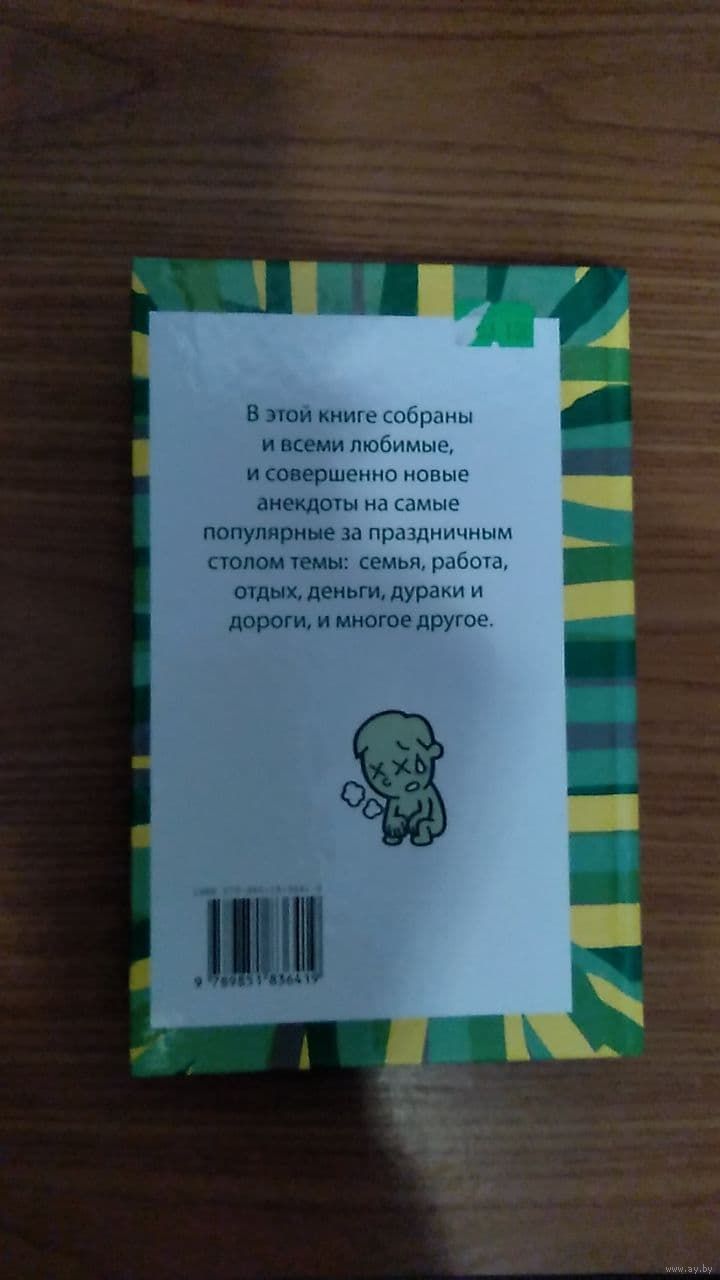 В этой книге собраны
и всеми любимые,
и совершенно новые
анекдоты на самые
популярные за праздничным
столом темы: семья, работа,
отдых, деньги, дураки и
дороги, и многое другое.
9 789851 836419
www.ay.by